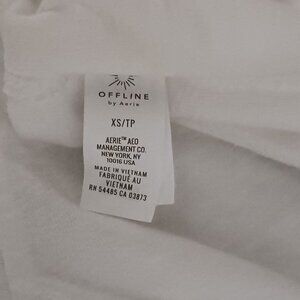 OFFLINE
by Aerie
XS/TP
AERIE™ AEO
MANAGEMENT CO.
NEW YORK, NY
10016 USA
MADE IN VIETNAM
FABRIQUÉ AU
VIETNAM
RN 54485 CA 03873